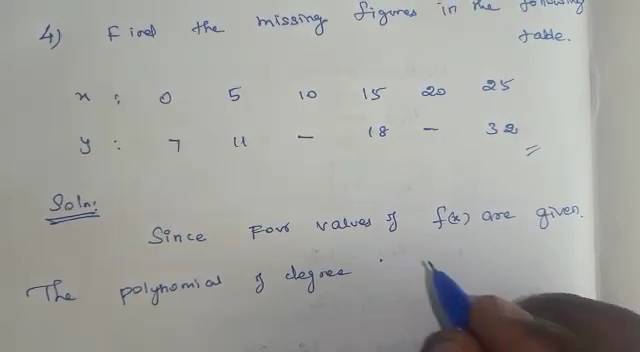 4) Find the missing figures in the following
table.
x : 0 5 10 15 20 25
y : 7 11 – 18 – 32
Soln:
Since Four values of f(x) are given.
The polynomial of degree